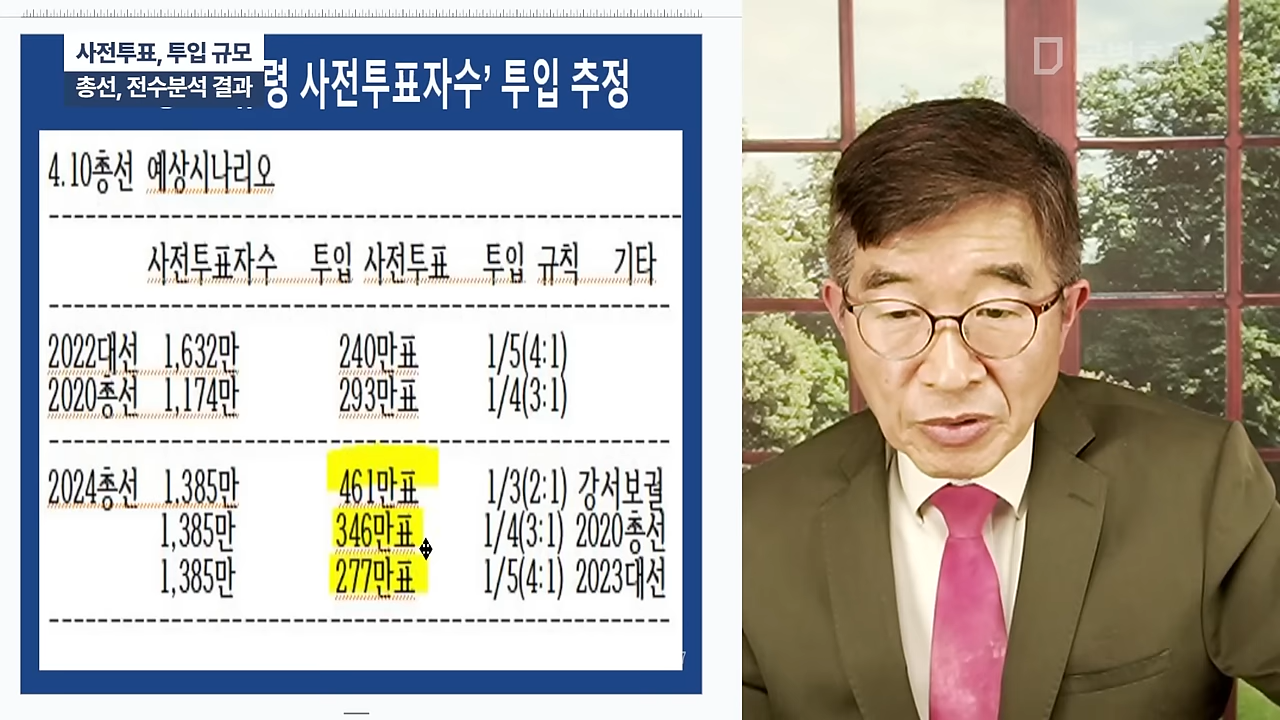 사전투표, 투입 규모
총선, 전수분석 결과
령 사전투표자수' 투입 추정
4.10총선 예상시나리오
사전투표자수 투입 사전투표 투입 규칙 기타
2022대선 1,632만 240만표 1/5(4:1)
2020총선 1,174만 293만표 1/4(3:1)
2024총선 1,385만 461만표 1/3(2:1) 강서보궐
1,385만 346만표 1/4(3:1) 2020총선
1,385만 277만표 1/5(4:1) 2023대선
7